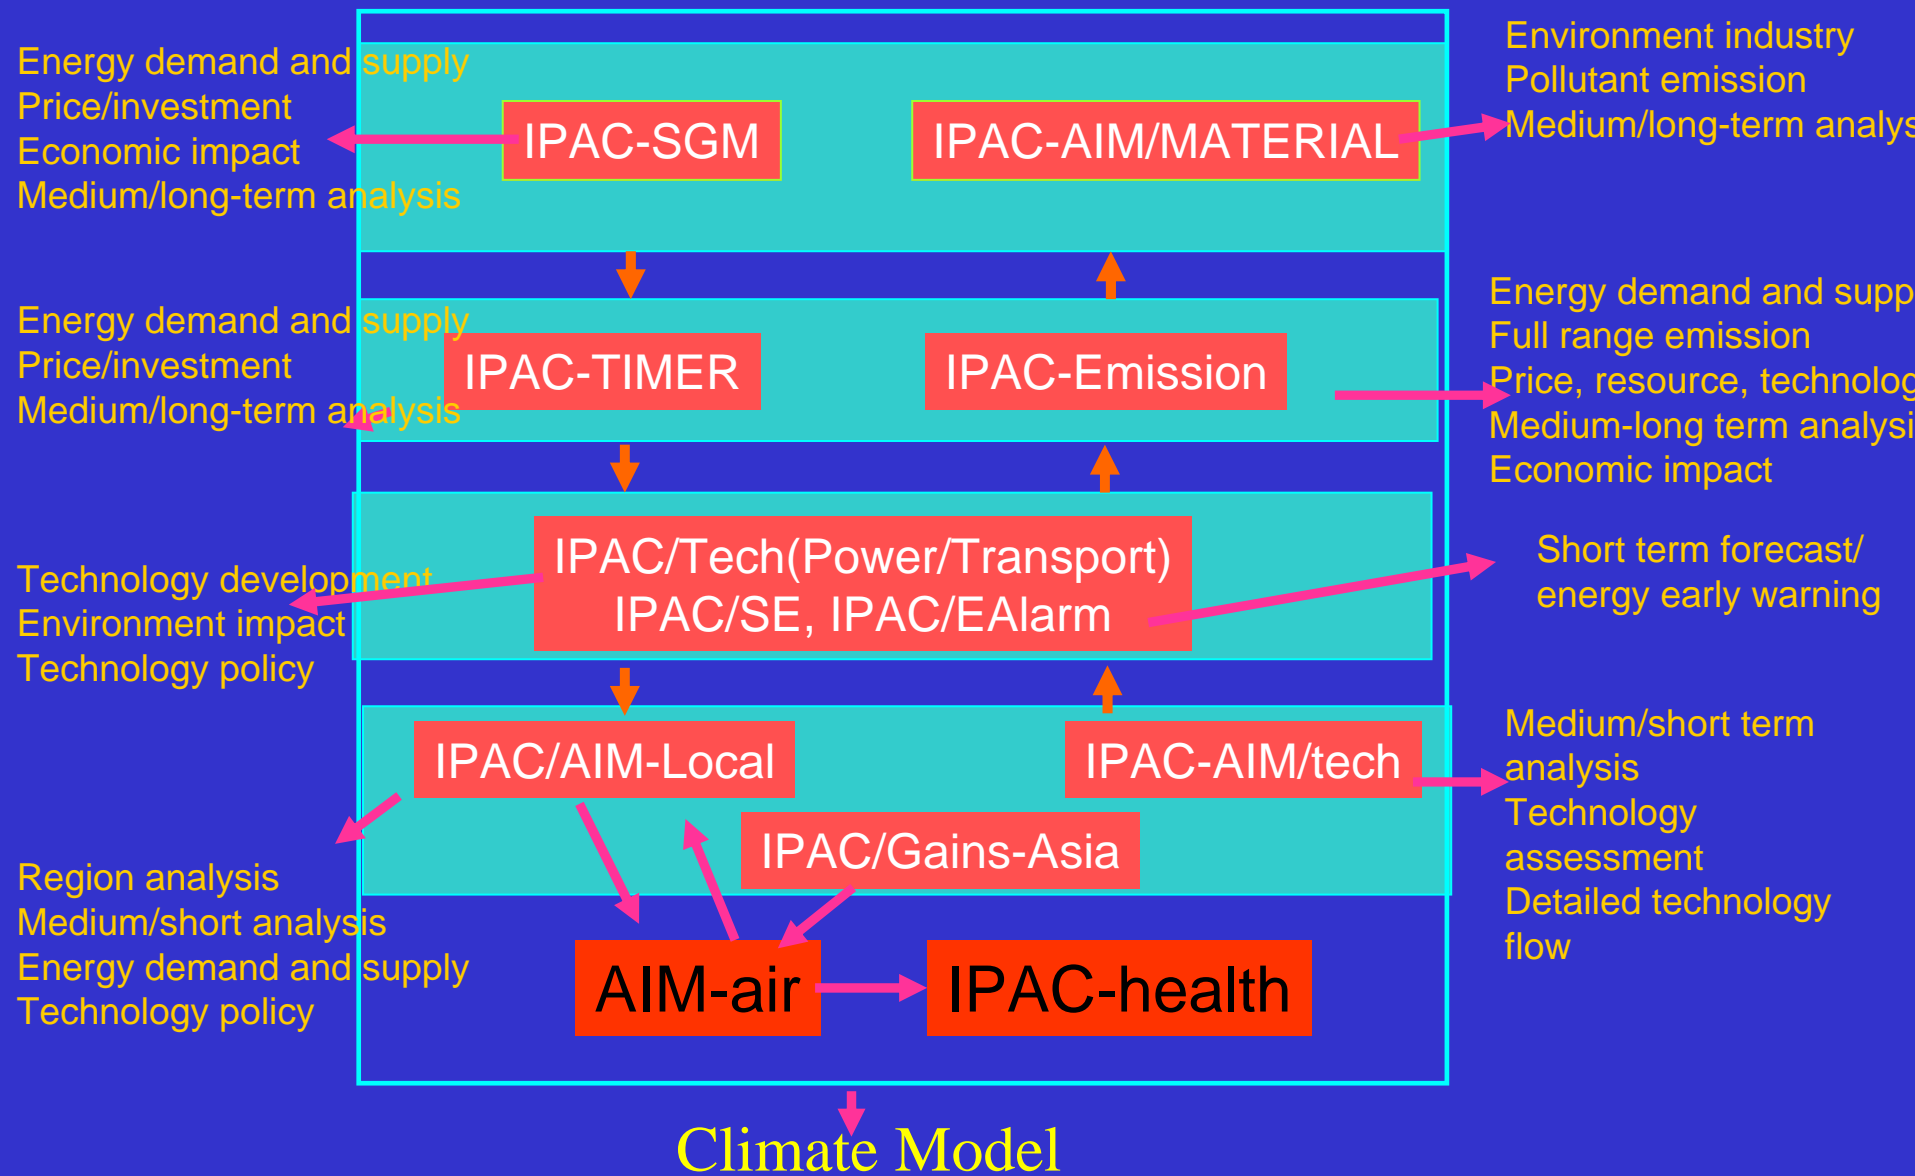 Energy demand and supply
Price/investment
Economic impact
Medium/long-term analysis
IPAC-SGM
IPAC-AIM/MATERIAL
Environment industry
Pollutant emission
Medium/long-term analys
Energy demand and supply
Price/investment
Medium/long-term analysis
IPAC-TIMER
IPAC-Emission
Energy demand and supp
Full range emission
Price, resource, technolog
Medium-long term analysi
Economic impact
Technology development
Environment impact
Technology policy
IPAC/Tech(Power/Transport)
IPAC/SE, IPAC/EAlarm
Short term forecast/
energy early warning
IPAC/AIM-Local
IPAC-AIM/tech
IPAC/Gains-Asia
Medium/short term
analysis
Technology
assessment
Detailed technology
flow
Region analysis
Medium/short analysis
Energy demand and supply
Technology policy
AIM-air
IPAC-health
Climate Model